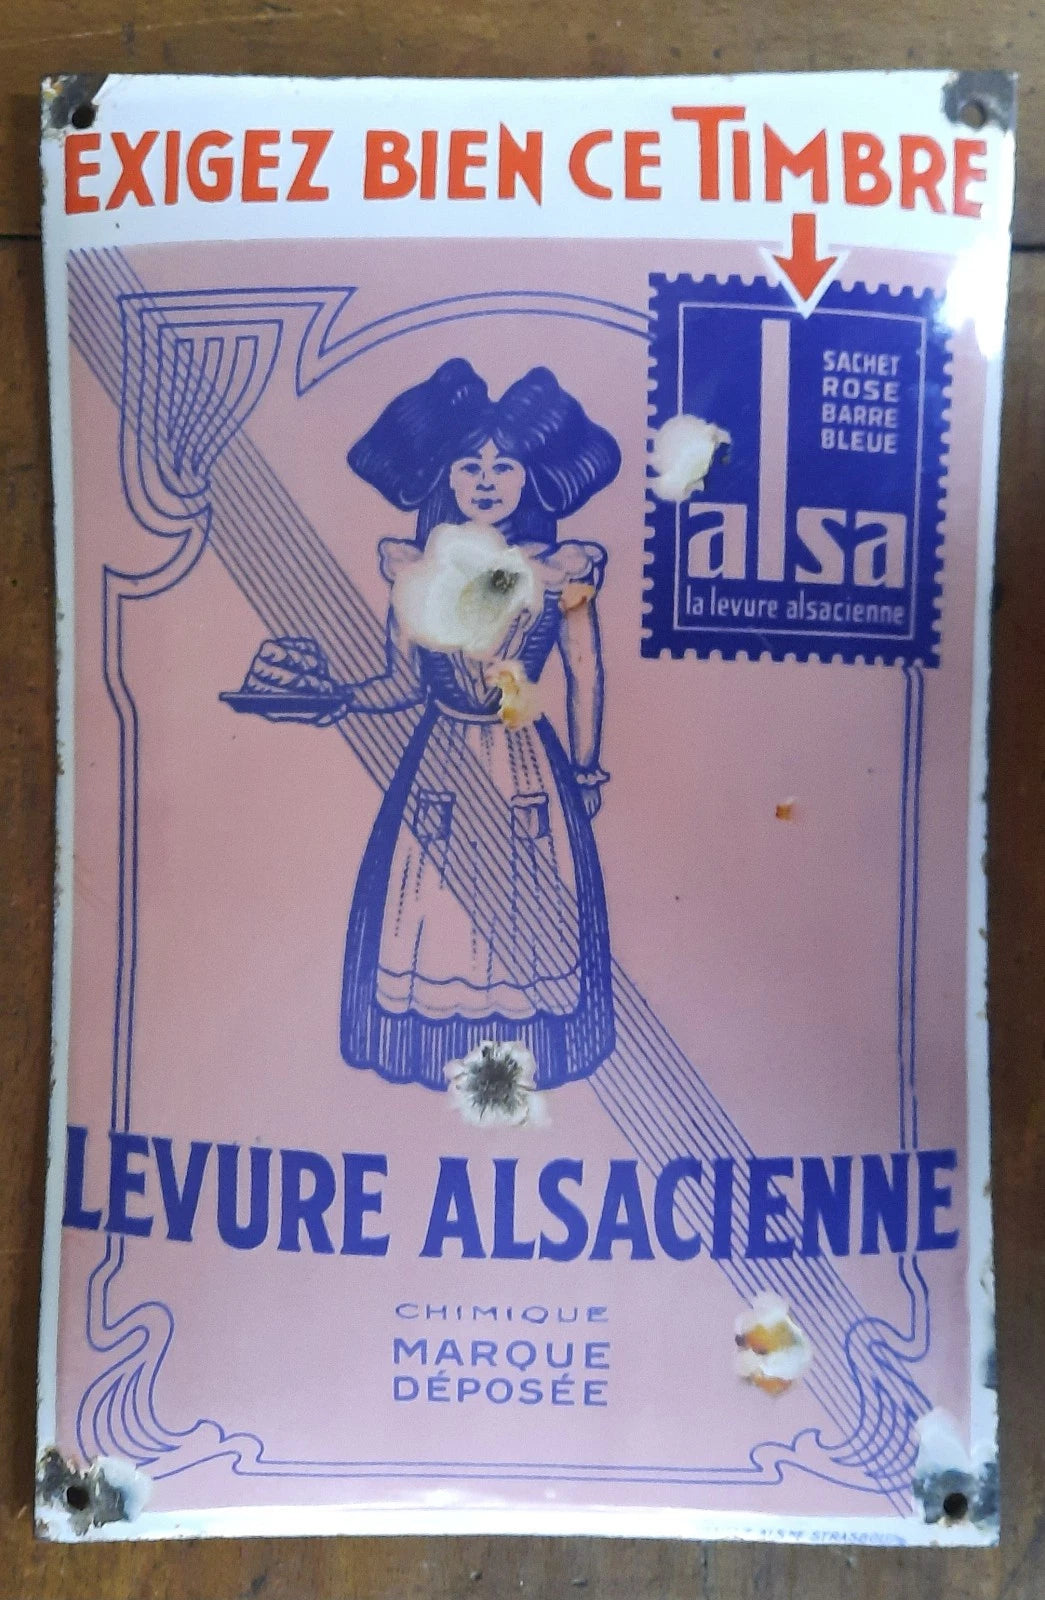 EXIGEZ BIEN CE TIMBRE
SACHET
ROSE
BARRE
BLEUE
alsa
la levure alsacienne
LEVURE ALSACIENNE
CHIMIQUE
MARQUE
DÉPOSÉE